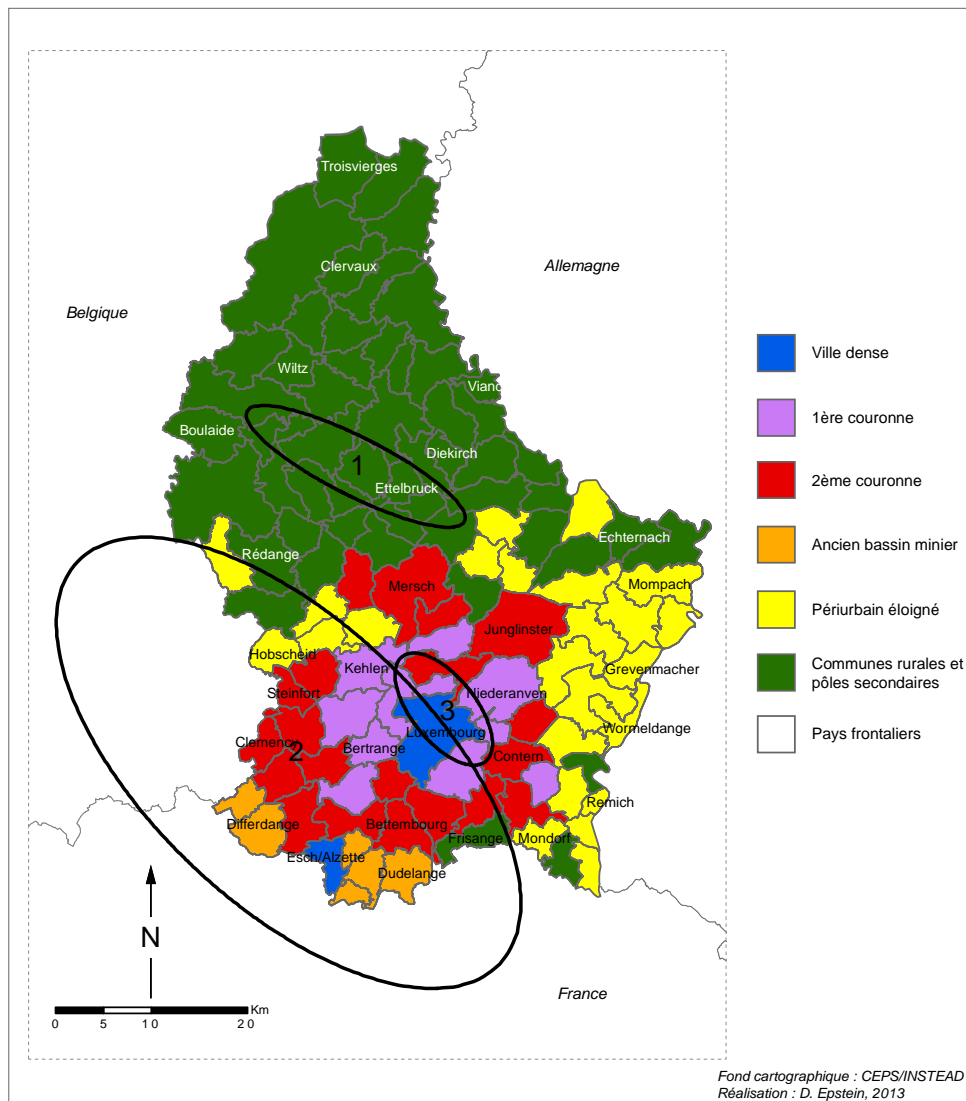 Troisvierges
Clervaux
Allemagne
Belgique
Wiltz
Viand
Boulaide
Diekirch
1
Ettelbruck
Echternach
Rédange
Mompach
Mersch
Junglinster
Hobscheid
Kehlen
Grevenmacher
Steinfort
Niederanven
3
Wormeldange
Luxembourg
Clemency
2
Bertrange
Contern
Remich
Differdange
Bettembourg
Frisange
Mondorf
Esch/Alzette
Dudelange
N
France
Km
0 5 10 20
Ville dense
1ère couronne
2ème couronne
Ancien bassin minier
Périurbain éloigné
Communes rurales et
pôles secondaires
Pays frontaliers
Fond cartographique : CEPS/INSTEAD
Réalisation : D. Epstein, 2013